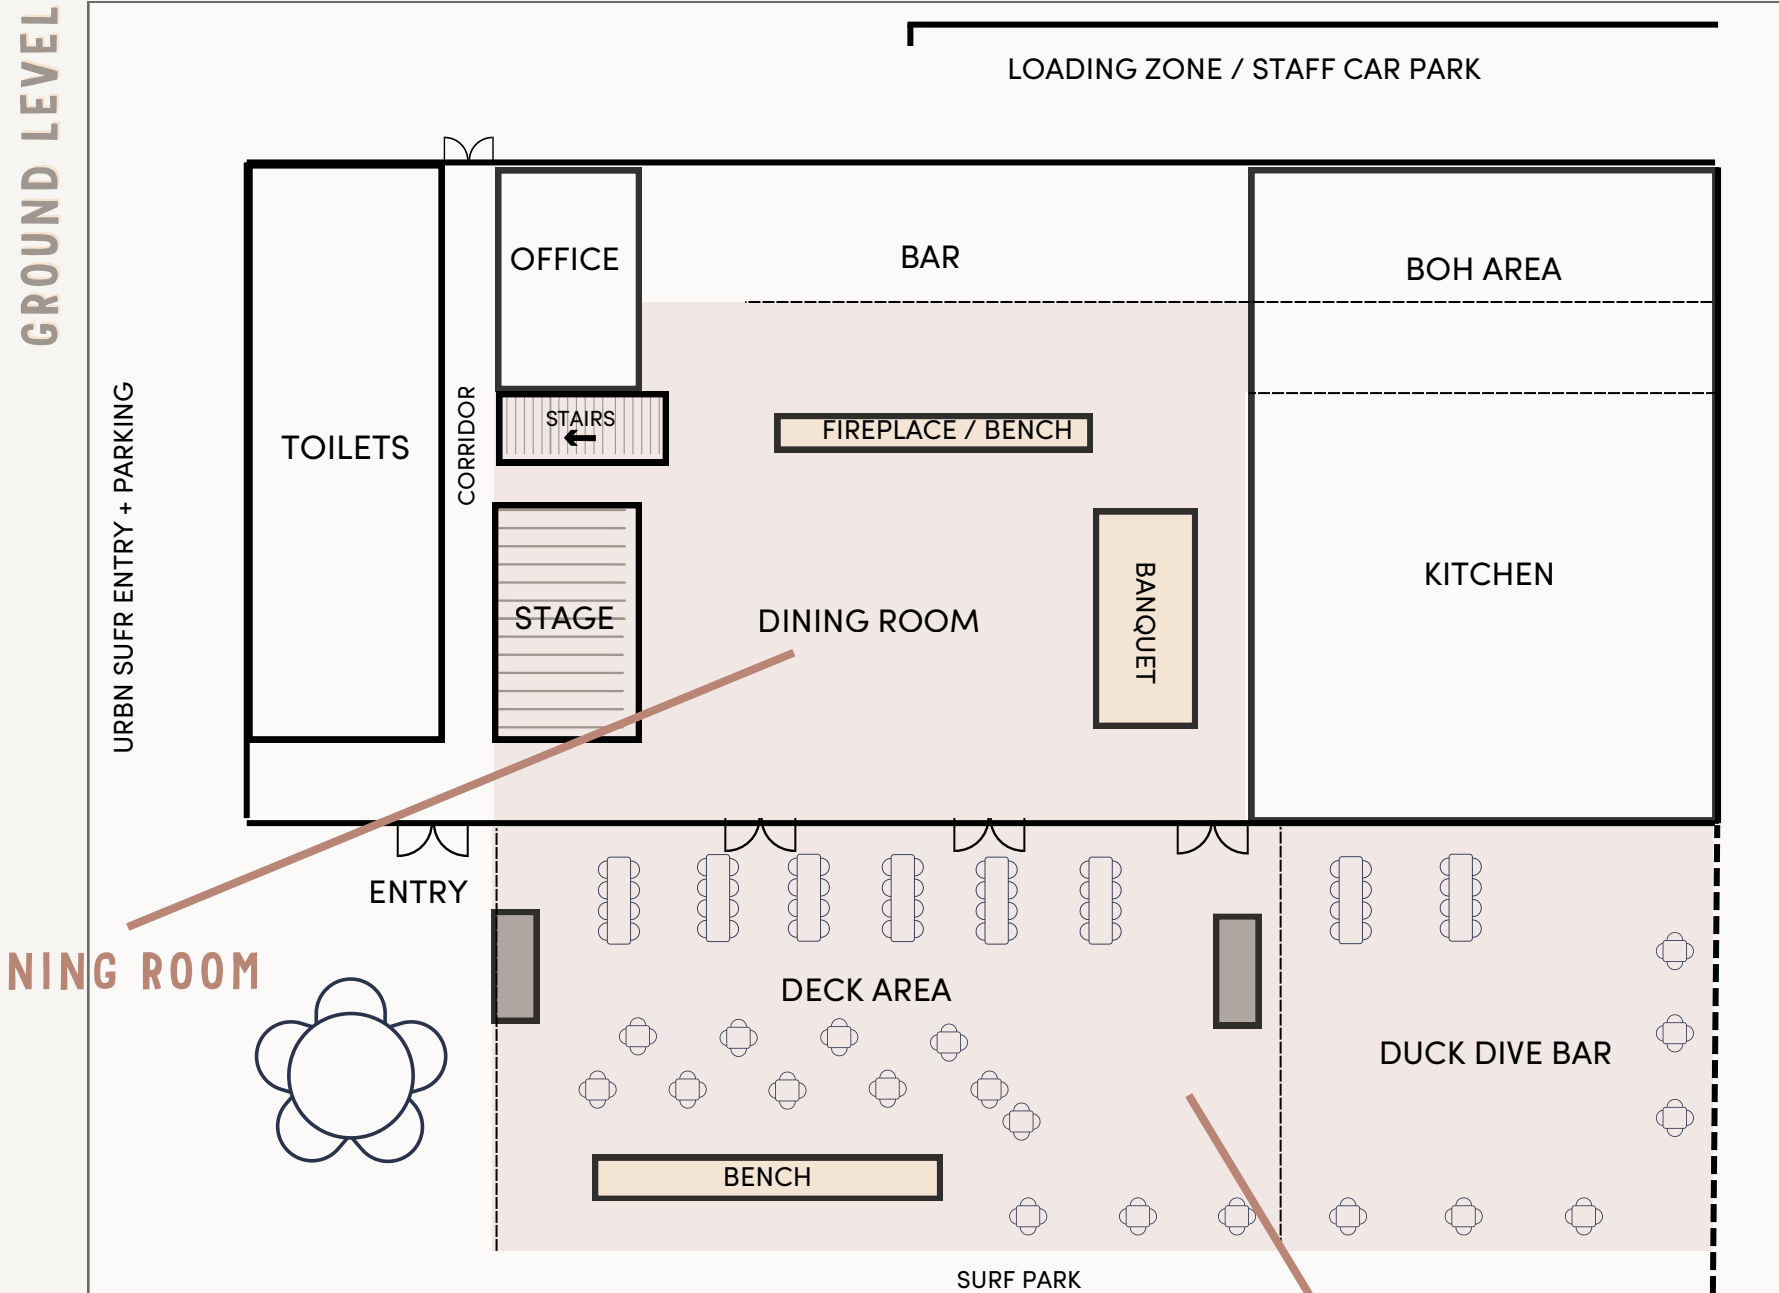 GROUND LEVEL
LOADING ZONE / STAFF CAR PARK
OFFICE
BAR
BOH AREA
STAIRS
TOILETS
CORRIDOR
FIREPLACE / BENCH
URBN SUFR ENTRY + PARKING
STAGE
DINING ROOM
BANQUET
KITCHEN
ENTRY
NING ROOM
DECK AREA
DUCK DIVE BAR
BENCH
SURF PARK